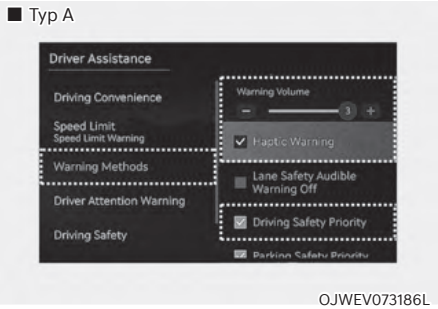 ■ Typ A
Driver Assistance
Driving Convenience
Speed Limit
Speed Limit Warning
Warning Methods
Driver Attention Warning
Driving Safety
Warning Volume
− 3 +
Haptic Warning
Lane Safety Audible
Warning Off
Driving Safety Priority
Parking Safety Priority
OJWEV073186L